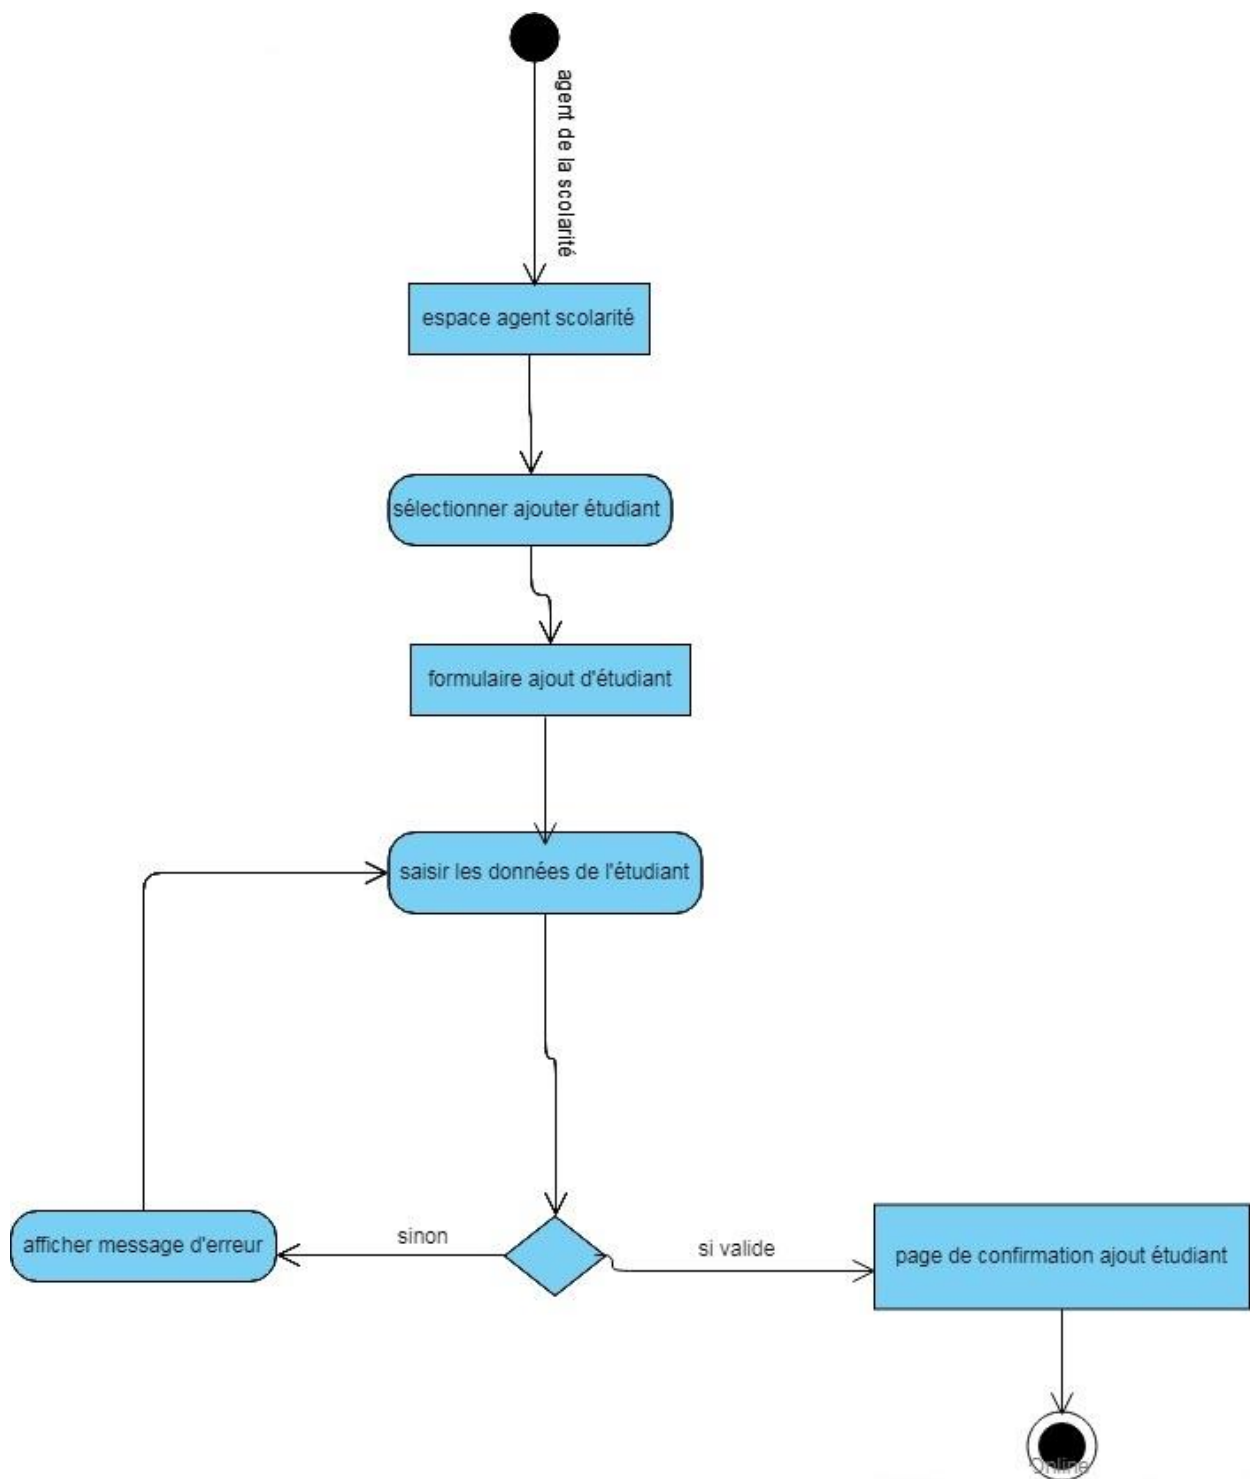 agent de la scolarité
espace agent scolarité
sélectionner ajouter étudiant
formulaire ajout d'étudiant
saisir les données de l'étudiant
afficher message d'erreur
sinon
si valide
page de confirmation ajout étudiant
Online